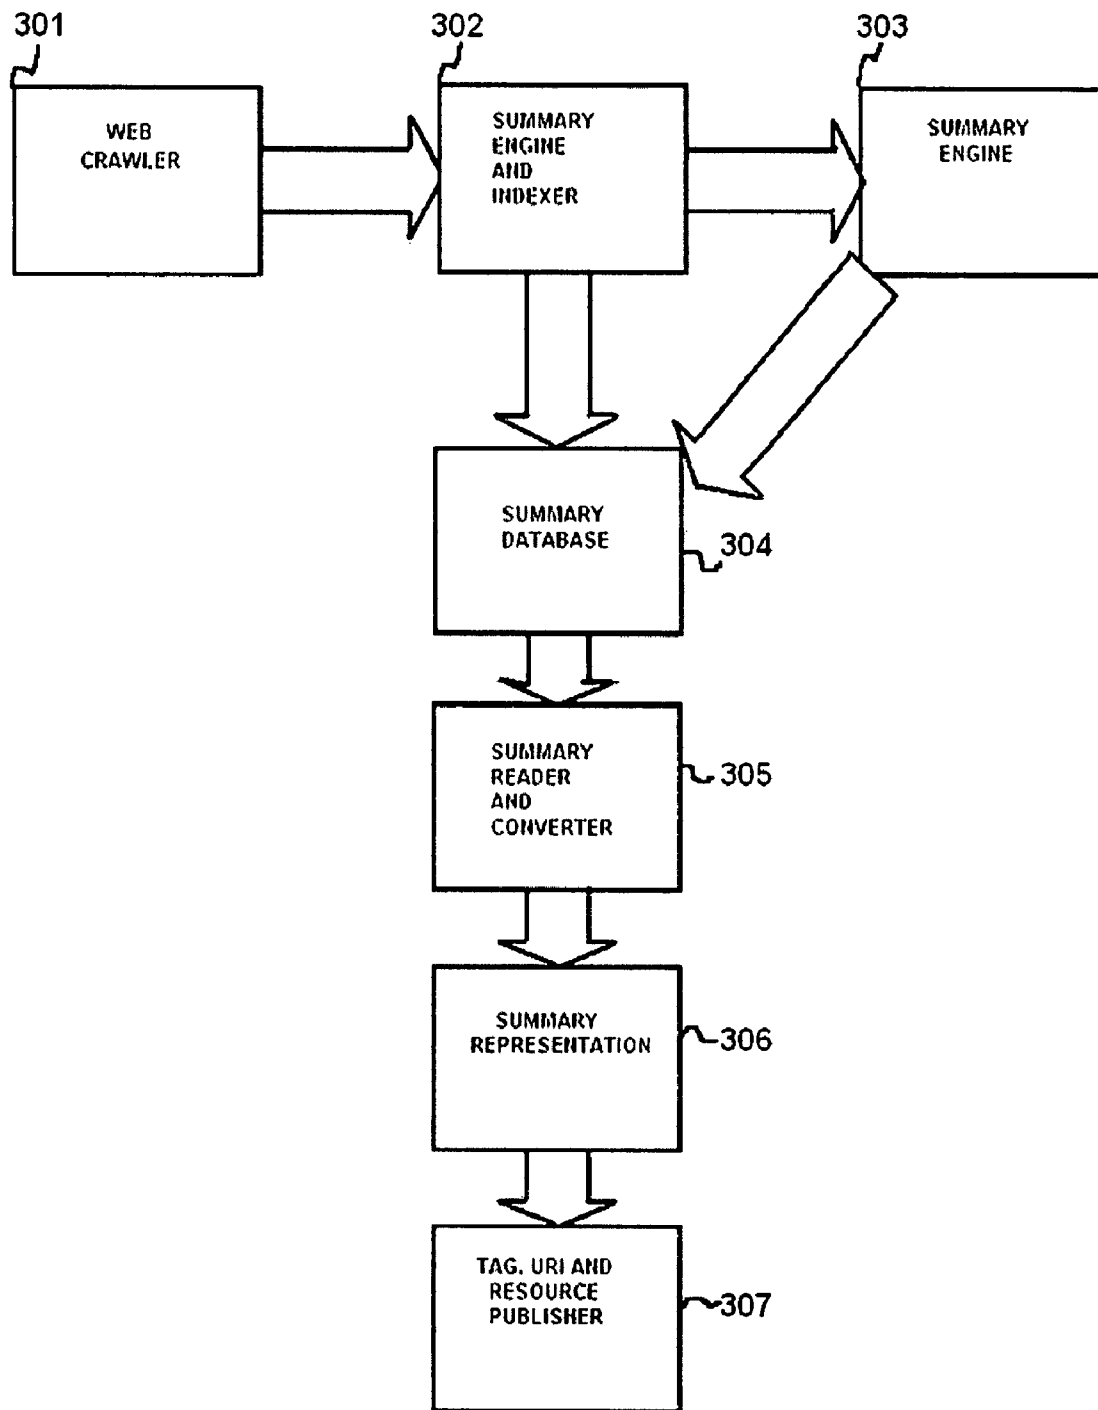 301
302
303
WEB
CRAWLER
SUMMARY
ENGINE
AND
INDEXER
SUMMARY
ENGINE
SUMMARY
DATABASE
304
SUMMARY
READER
AND
CONVERTER
305
SUMMARY
REPRESENTATION
306
TAG, URI AND
RESOURCE
PUBLISHER
307